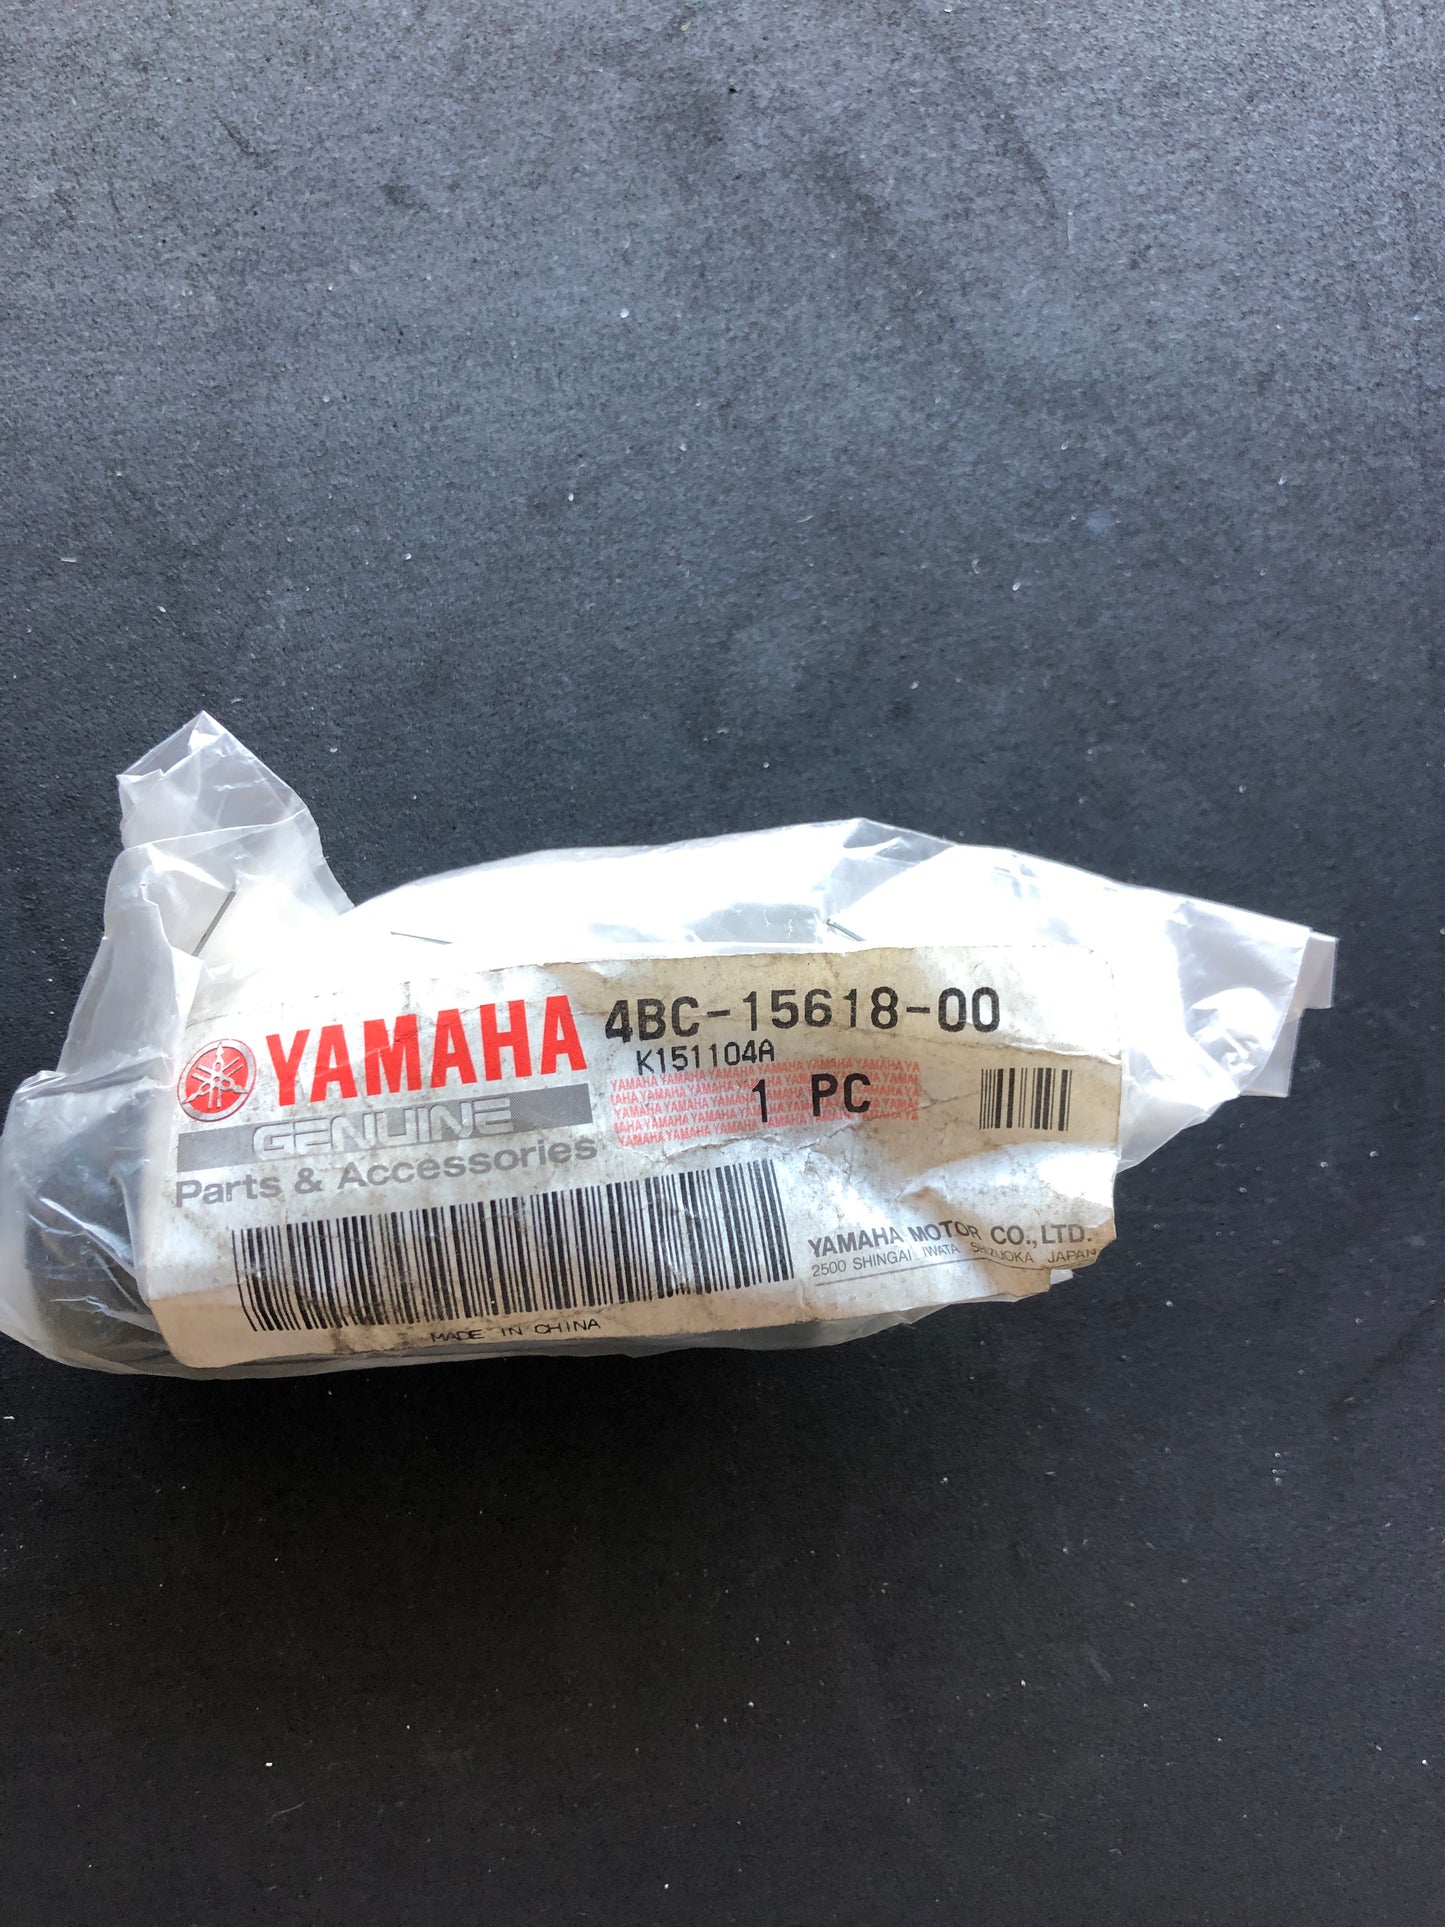 YAMAHA 4BC-15618-00
K151104A
GENUINE
1 PC
Parts & Accessories
YAMAHA MOTOR CO., LTD.
2500 SHINGAI IWATA SHIZUOKA JAPAN
MADE IN CHINA